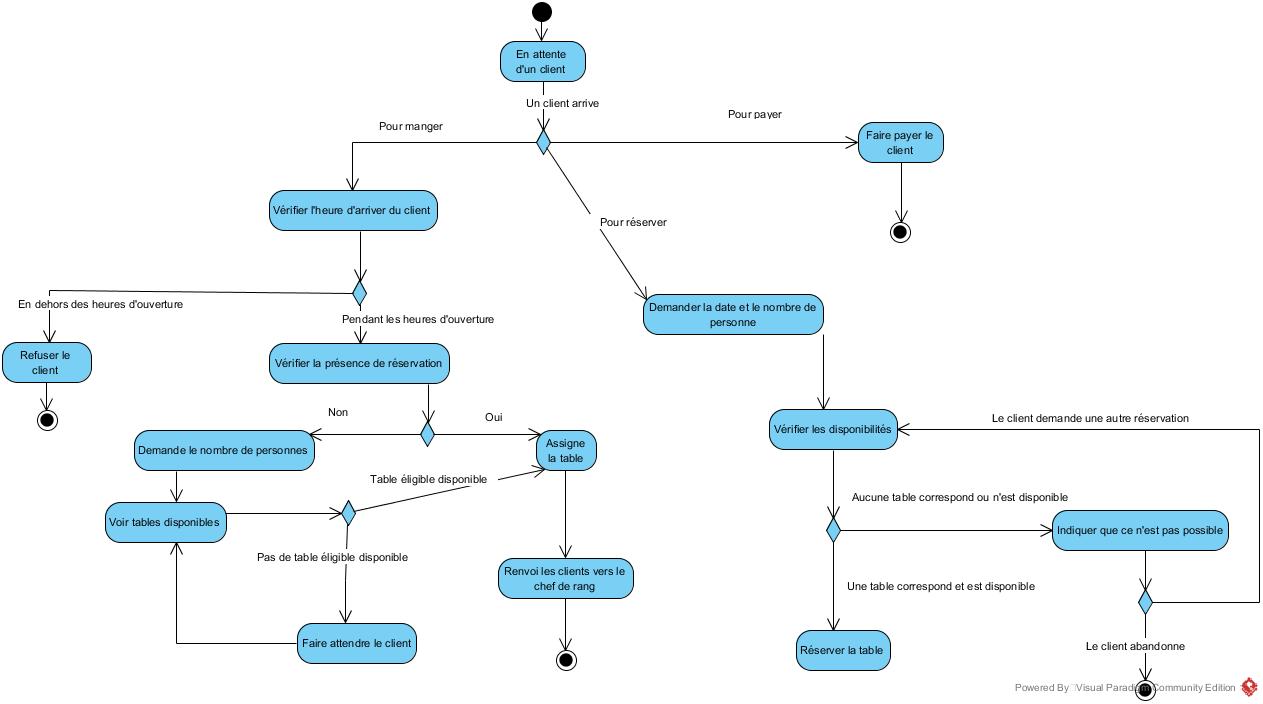 En attente
d'un client
Un client arrive
Pour manger
Pour payer
Faire payer le
client
Vérifier l'heure d'arriver du client
Pour réserver
En dehors des heures d'ouverture
Pendant les heures d'ouverture
Demander la date et le nombre de
personne
Refuser le
client
Vérifier la présence de réservation
Non
Oui
Le client demande une autre réservation
Vérifier les disponibilités
Demande le nombre de personnes
Assigne
la table
Table éligible disponible
Aucune table correspond ou n'est disponible
Voir tables disponibles
Indiquer que ce n'est pas possible
Pas de table éligible disponible
Renvoi les clients vers le
chef de rang
Une table correspond et est disponible
Faire attendre le client
Réserver la table
Le client abandonne
Powered By Visual Paradigm Community Edition